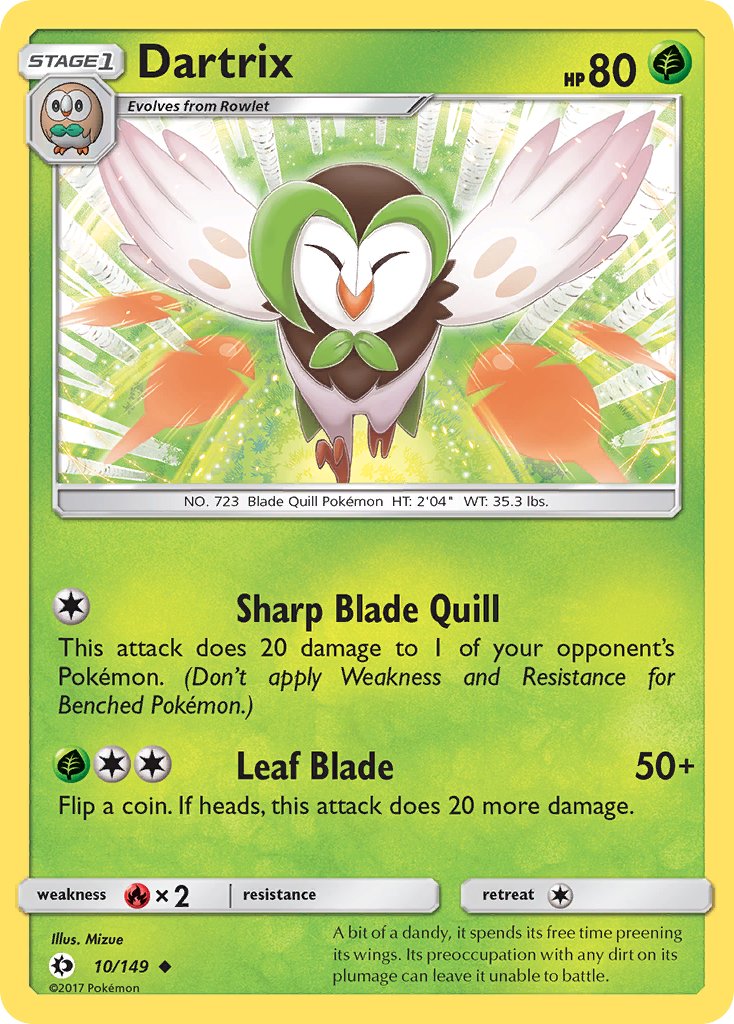 STAGE 1
Dartrix
HP 80
Evolves from Rowlet
NO. 723 Blade Quill Pokémon HT: 2'04" WT: 35.3 lbs.
Sharp Blade Quill
This attack does 20 damage to 1 of your opponent's
Pokémon. (Don't apply Weakness and Resistance for
Benched Pokémon.)
Leaf Blade 50+
Flip a coin. If heads, this attack does 20 more damage.
weakness × 2 resistance retreat
Illus. Mizue
10/149
©2017 Pokémon
A bit of a dandy, it spends its free time preening
its wings. Its preoccupation with any dirt on its
plumage can leave it unable to battle.